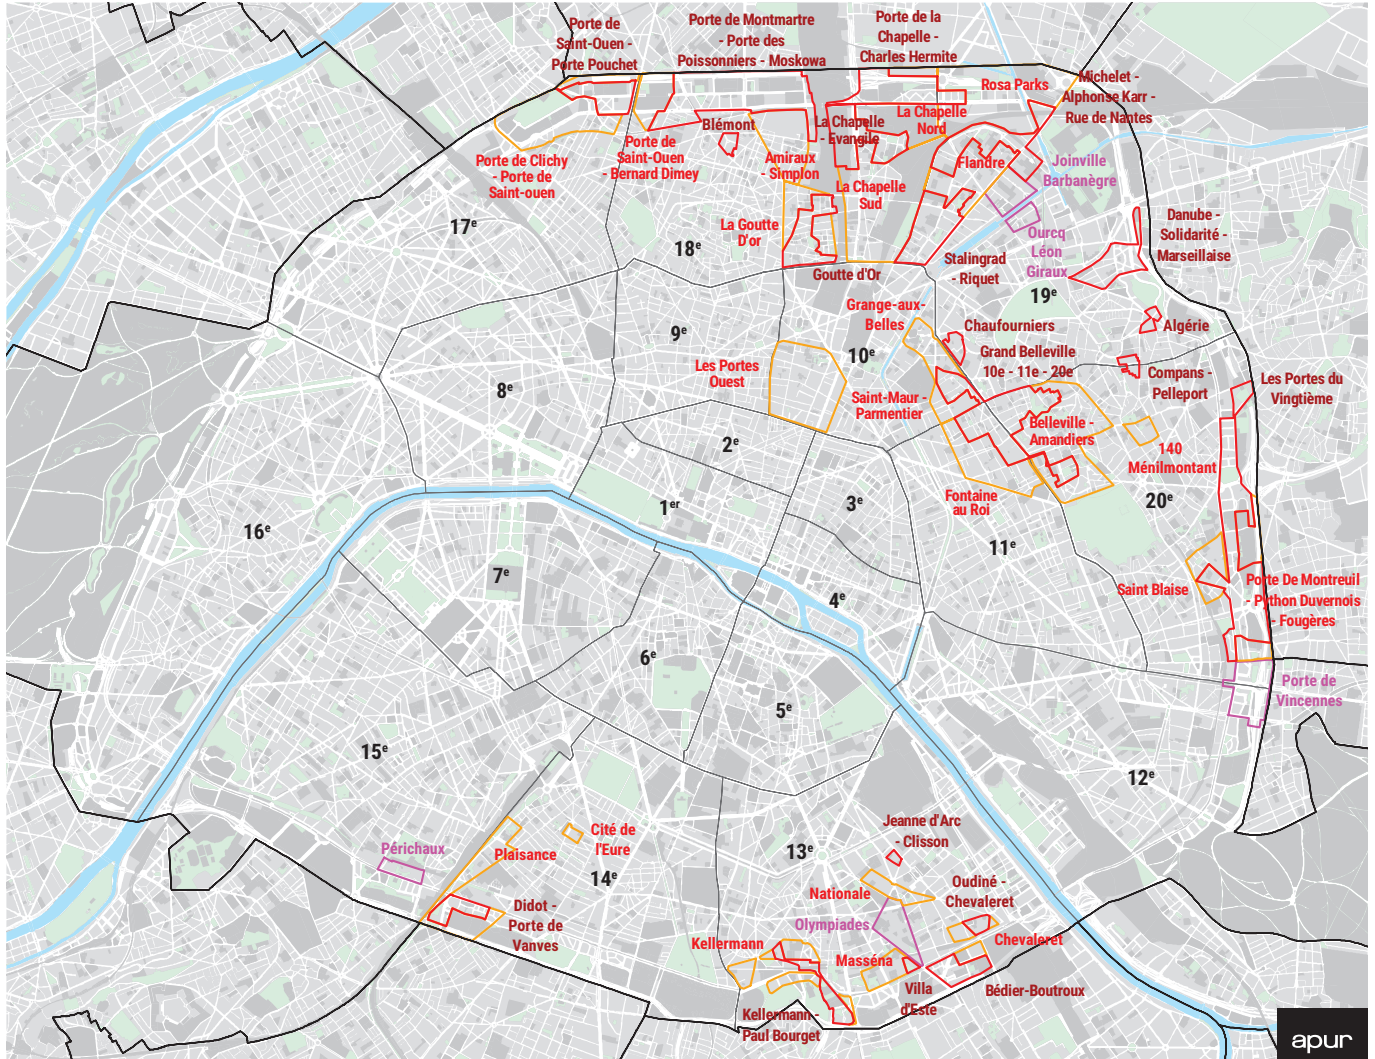 Porte de
Saint-Ouen -
Porte Pouchet
Porte de Montmartre
- Porte des
Poissonniers - Moskowa
Porte de la
Chapelle -
Charles Hermite
Rosa Parks
Michelet -
Alphonse Karr -
Rue de Nantes
Porte de Clichy
- Porte de
Saint-ouen
Porte de
Saint-Ouen
- Bernard Dimey
Blémont
Amiraux
- Simplon
La Chapelle
- Evangile
La Chapelle
Nord
Flandre
Joinville
Barbanègre
La Chapelle
Sud
La Goutte
D'or
Goutte d'Or
Ourcq
Léon
Giraux
Stalingrad
- Riquet
Danube -
Solidarité -
Marseillaise
17e
18e
19e
Grange-aux-
Belles
Chaufourniers
Algérie
9e
10e
Grand Belleville
10e - 11e - 20e
Les Portes
Ouest
Compans -
Pelleport
Les Portes du
Vingtième
8e
Saint-Maur -
Parmentier
Belleville -
Amandiers
140
Ménilmontant
2e
Fontaine
au Roi
20e
1er
3e
16e
11e
7e
4e
Saint Blaise
Porte De Montreuil
- Python Duvernois
- Fougères
6e
Porte de
Vincennes
5e
15e
12e
Jeanne d'Arc
- Clisson
Cité de
l'Eure
Périchaux
Plaisance
13e
14e
Nationale
Oudiné -
Chevaleret
Didot -
Porte de
Vanves
Olympiades
Kellermann
Chevaleret
Masséna
Villa
d'Este
Bédier-Boutroux
Kellermann -
Paul Bourget
apur